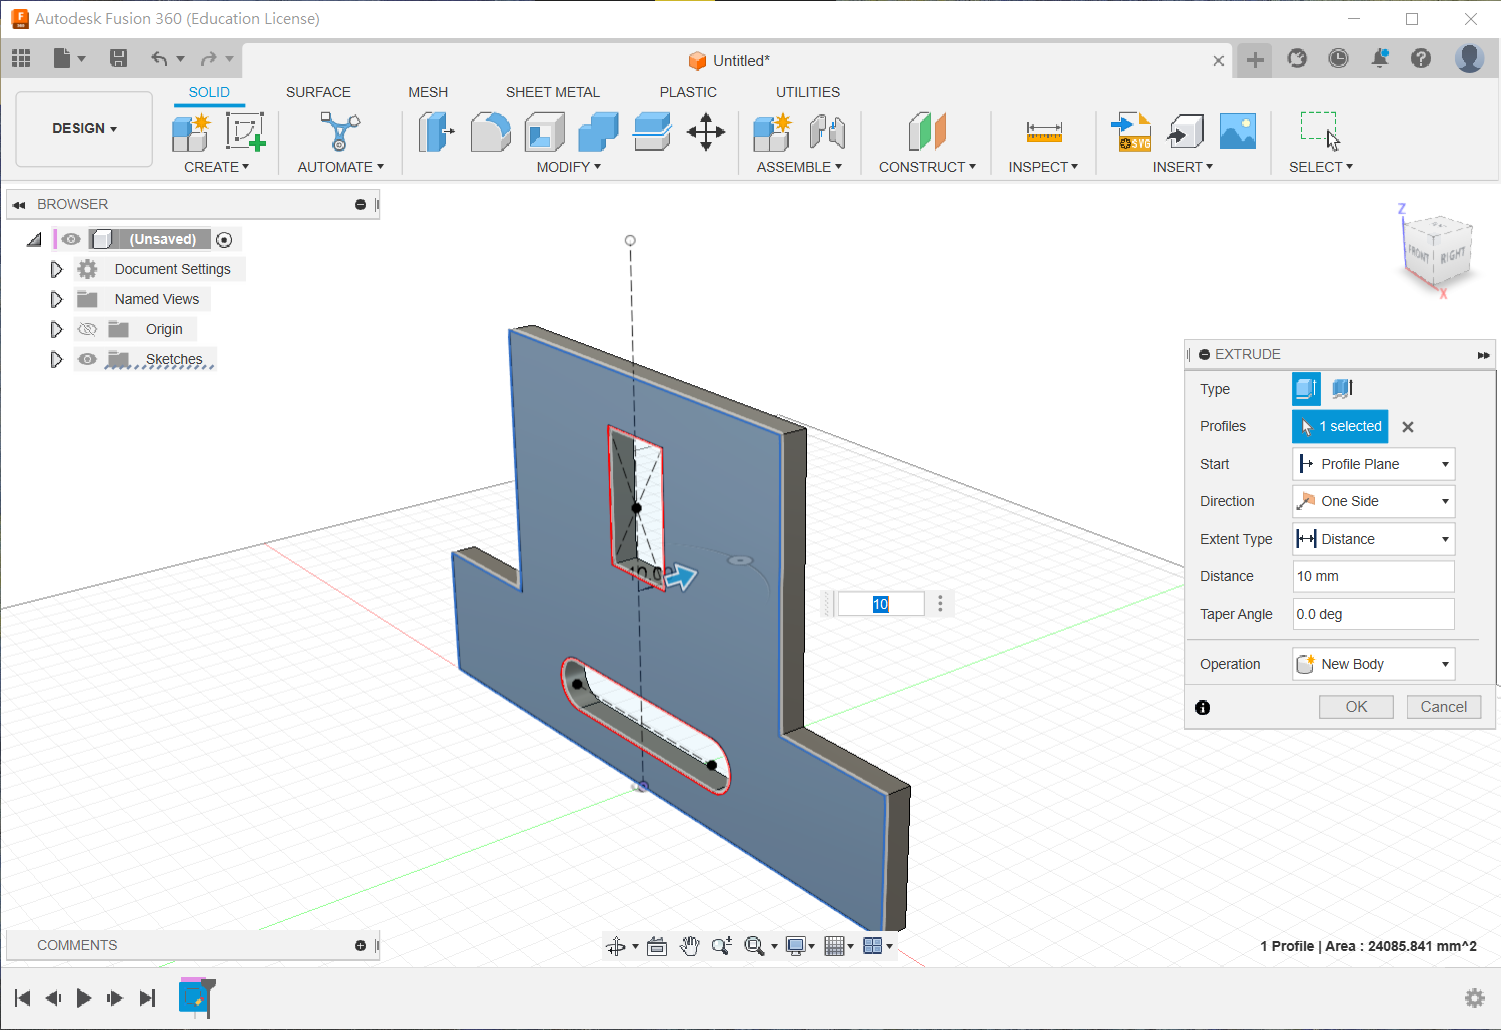 Autodesk Fusion 360 (Education License)
Untitled*
DESIGN
SOLID
SURFACE
MESH
SHEET METAL
PLASTIC
UTILITIES
CREATE
AUTOMATE
MODIFY
ASSEMBLE
CONSTRUCT
INSPECT
INSERT
SELECT
SVG
BROWSER
(Unsaved)
Document Settings
Named Views
Origin
Sketches
Z
FRONT
RIGHT
X
10
EXTRUDE
Type
Profiles 1 selected
Start Profile Plane
Direction One Side
Extent Type Distance
Distance 10 mm
Taper Angle 0.0 deg
Operation New Body
OK Cancel
COMMENTS
1 Profile | Area : 24085.841 mm^2